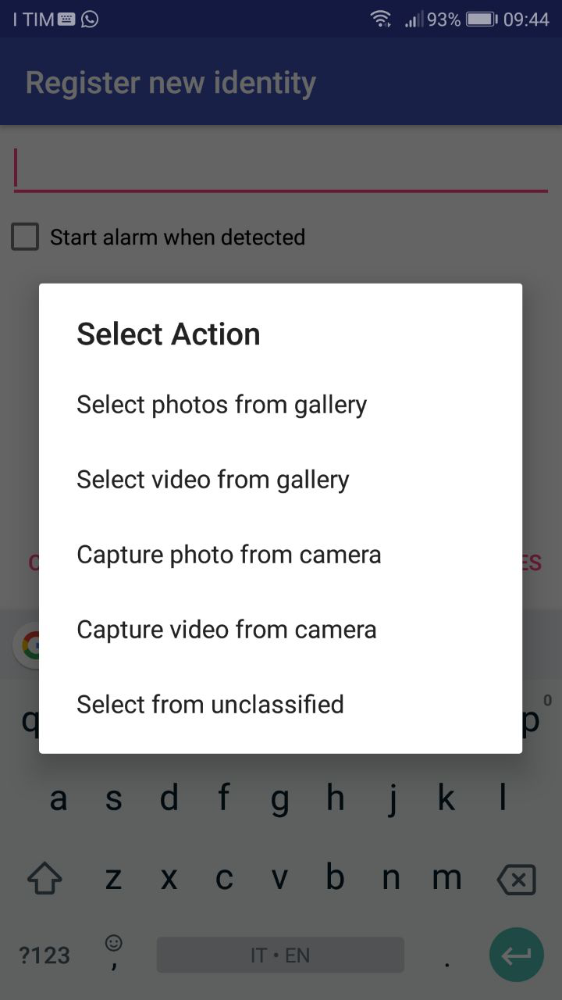 I TIM 93% 09:44
Register new identity
Start alarm when detected
Select Action
Select photos from gallery
Select video from gallery
Capture photo from camera
ES
Capture video from camera
Select from unclassified
0
q p
a s d f g h j k l
z x c v b n m
?123 , IT • EN .